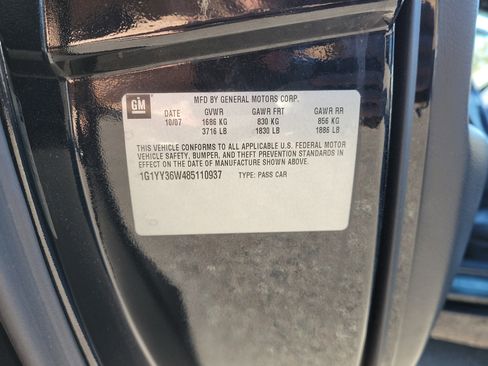 GM
MFD BY GENERAL MOTORS CORP.
DATE GVWR GAWR FRT GAWR RR
10/07 1686 KG 830 KG 856 KG
3716 LB 1830 LB 1886 LB
THIS VEHICLE CONFORMS TO ALL APPLICABLE U.S. FEDERAL MOTOR
VEHICLE SAFETY, BUMPER, AND THEFT PREVENTION STANDARDS IN
EFFECT ON THE DATE OF MANUFACTURE SHOWN ABOVE.
1G1YY36W485110937 TYPE: PASS CAR